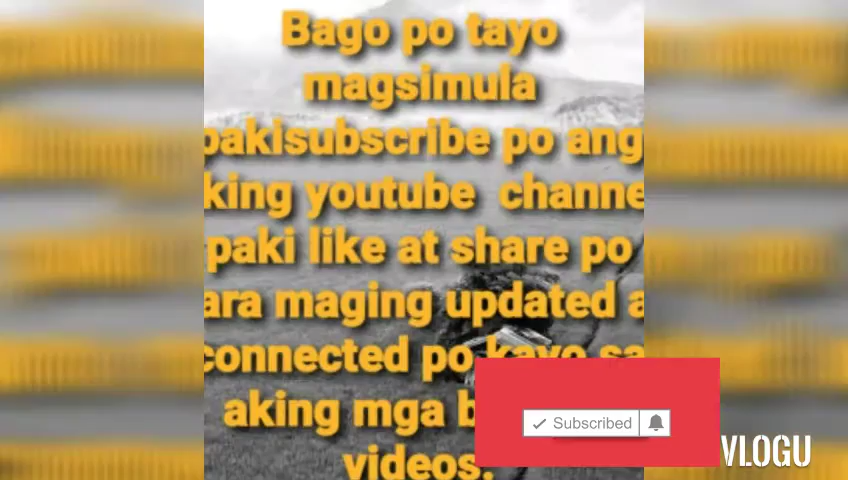 Bago po tayo
magsimula
pakisubscribe po ang
king youtube channe
paki like at share po
ara maging updated a
connected po kayo sa
aking mga b
videos.
Subscribed
VLOGU